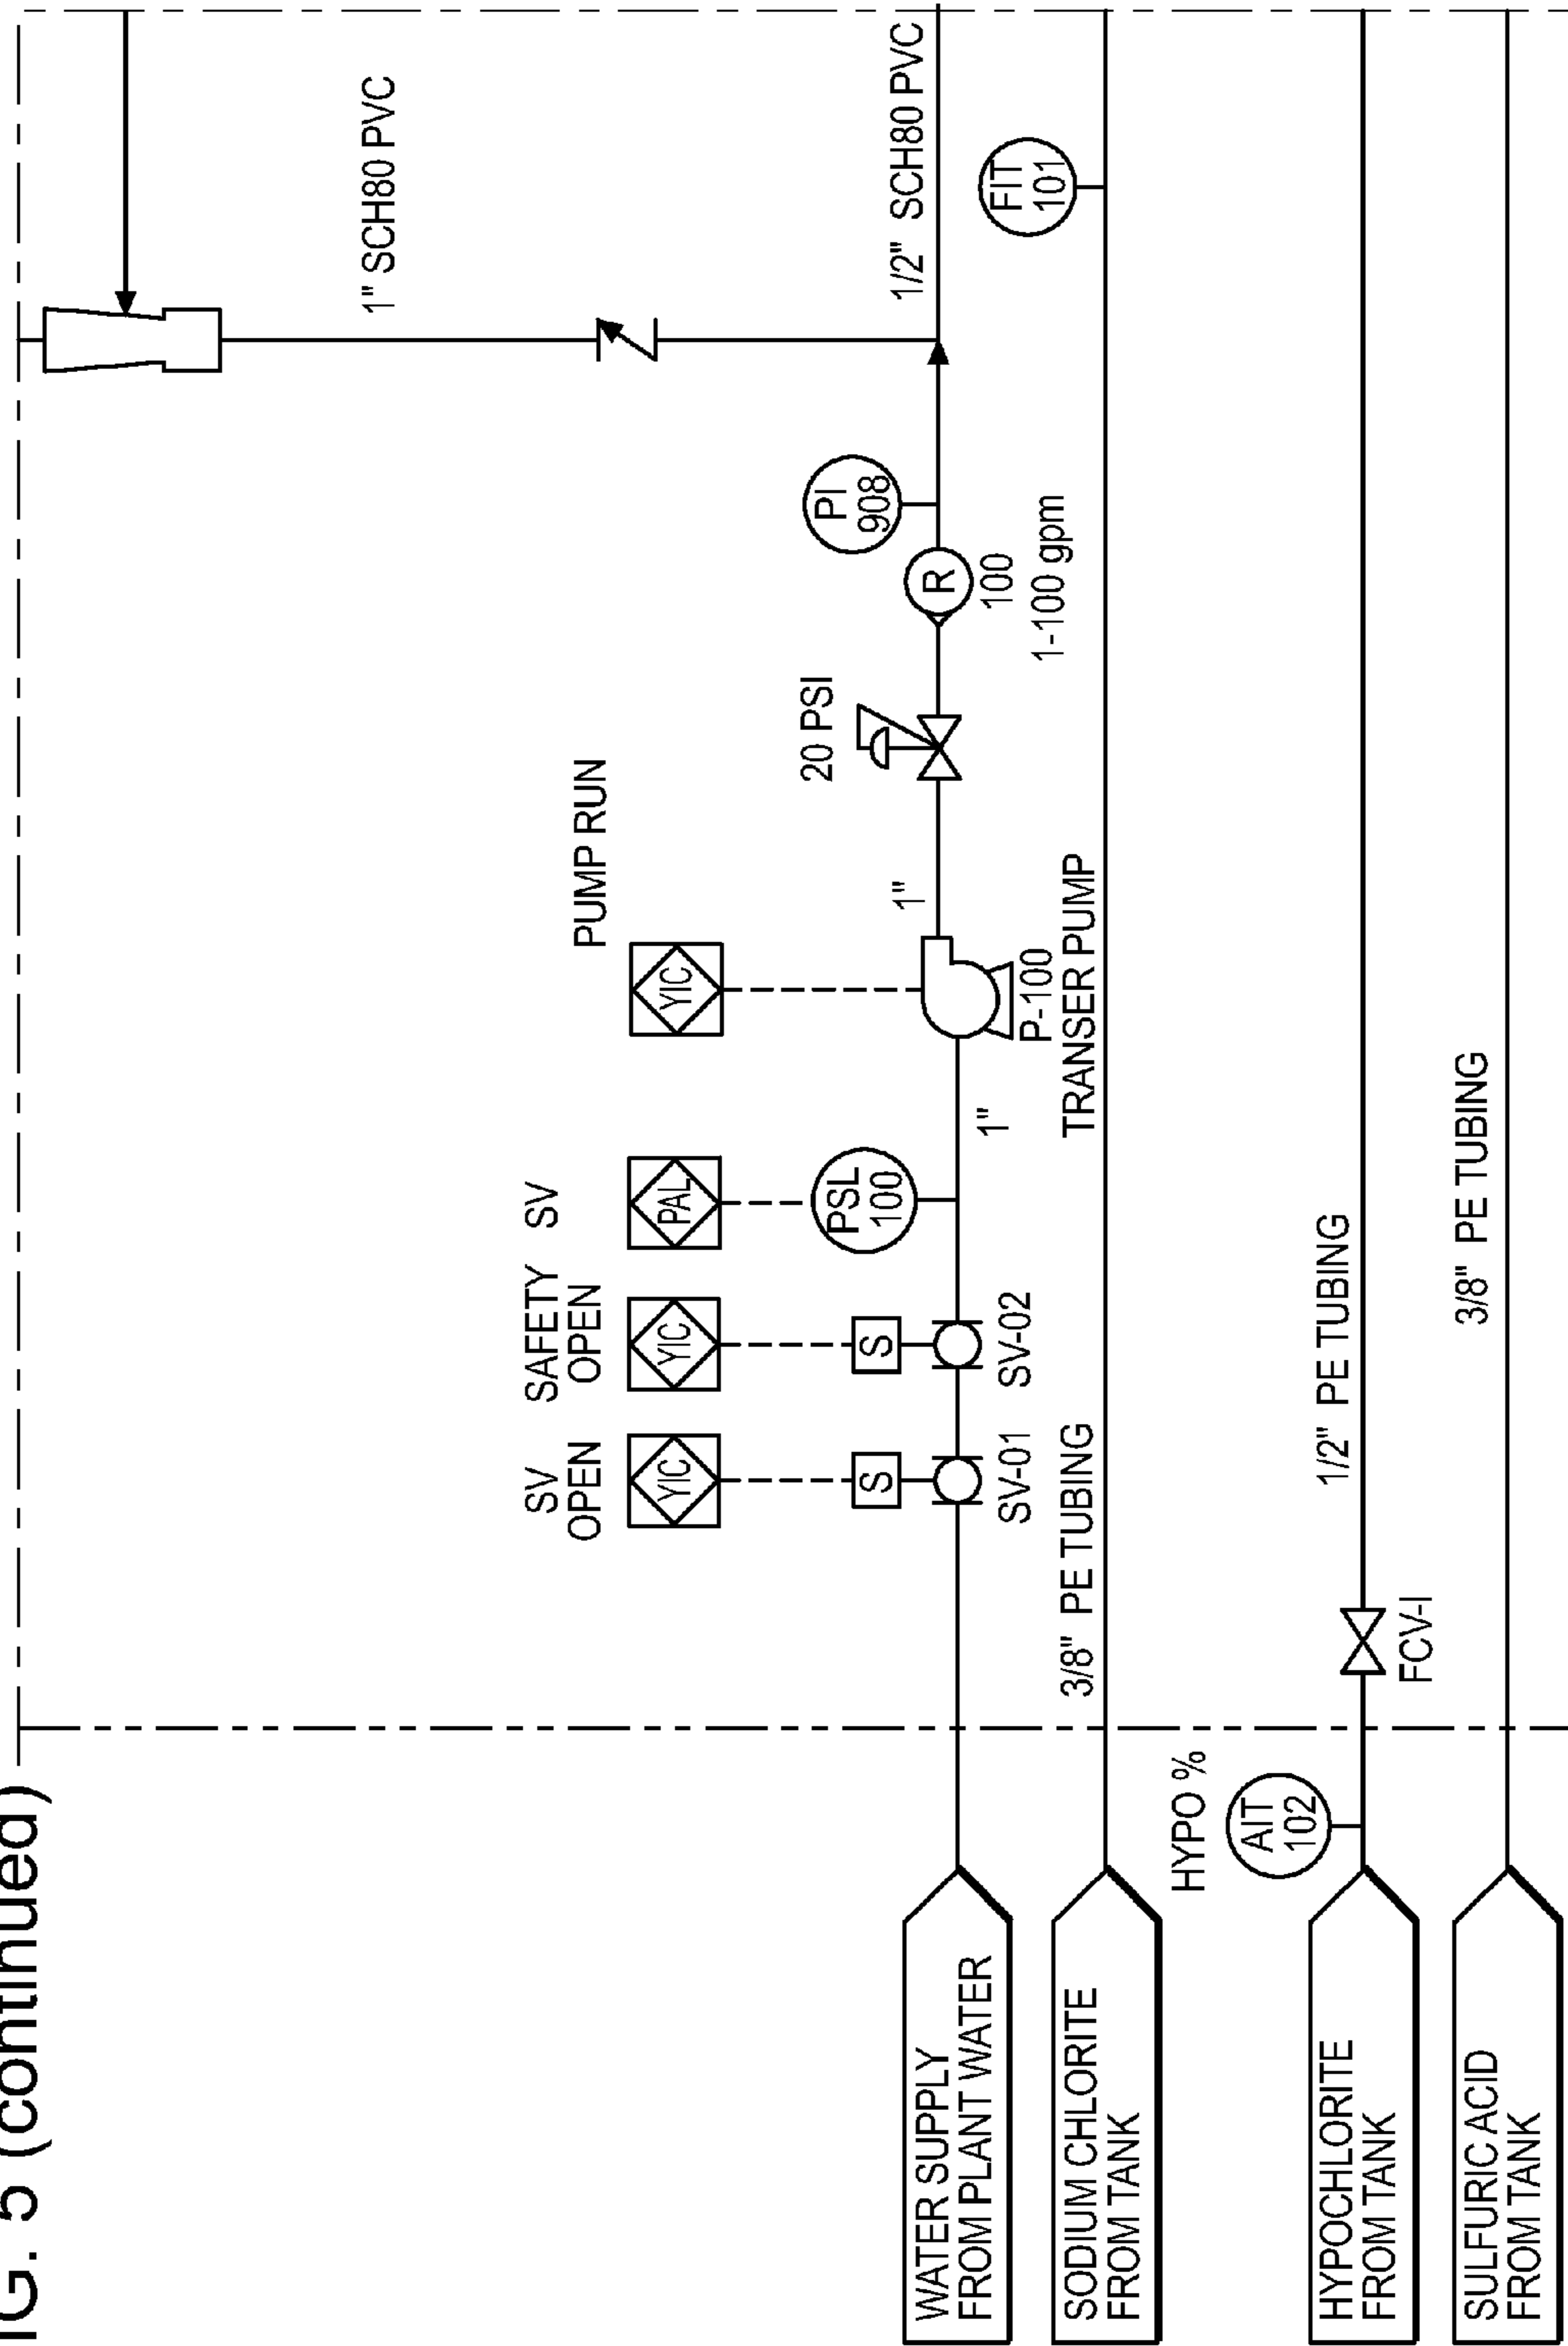 IG. 5 (continued)
1" SCH80 PVC
PUMP RUN
SV
OPEN
SAFETY SV
OPEN
YIC
YIC
PAL
YIC
20 PSI
PI
908
PSL
100
S
S
1"
R
100
1-100 gpm
1/2" SCH80 PVC
SV-01
SV-02
1"
P-100
TRANSER PUMP
FIT
101
WATER SUPPLY
FROM PLANT WATER
3/8" PE TUBING
SODIUM CHLORITE
FROM TANK
HYPO %
AIT
102
1/2" PE TUBING
FCV-I
HYPOCHLORITE
FROM TANK
3/8" PE TUBING
SULFURIC ACID
FROM TANK